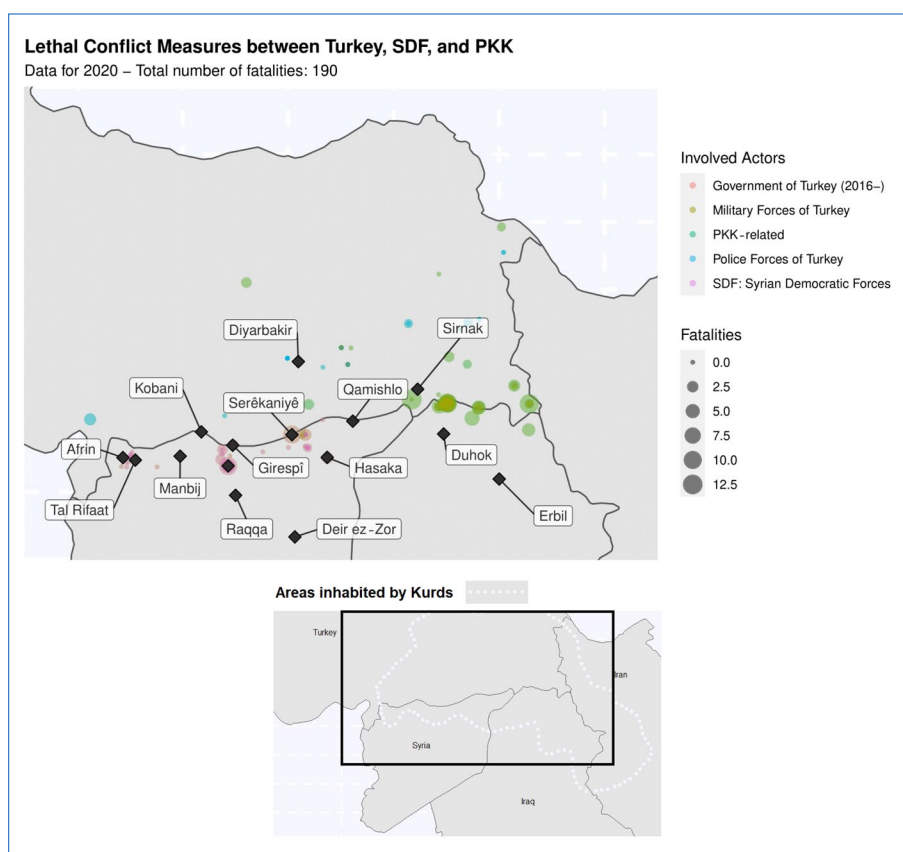 Lethal Conflict Measures between Turkey, SDF, and PKK
Data for 2020 – Total number of fatalities: 190
Involved Actors
Government of Turkey (2016–)
Military Forces of Turkey
PKK-related
Police Forces of Turkey
SDF: Syrian Democratic Forces
Fatalities
0.0
2.5
5.0
7.5
10.0
12.5
Diyarbakir
Sirnak
Kobani
Serêkaniyê
Qamishlo
Afrin
Tal Rifaat
Manbij
Girespî
Raqqa
Hasaka
Deir ez-Zor
Duhok
Erbil
Areas inhabited by Kurds
Turkey
Iran
Syria
Iraq